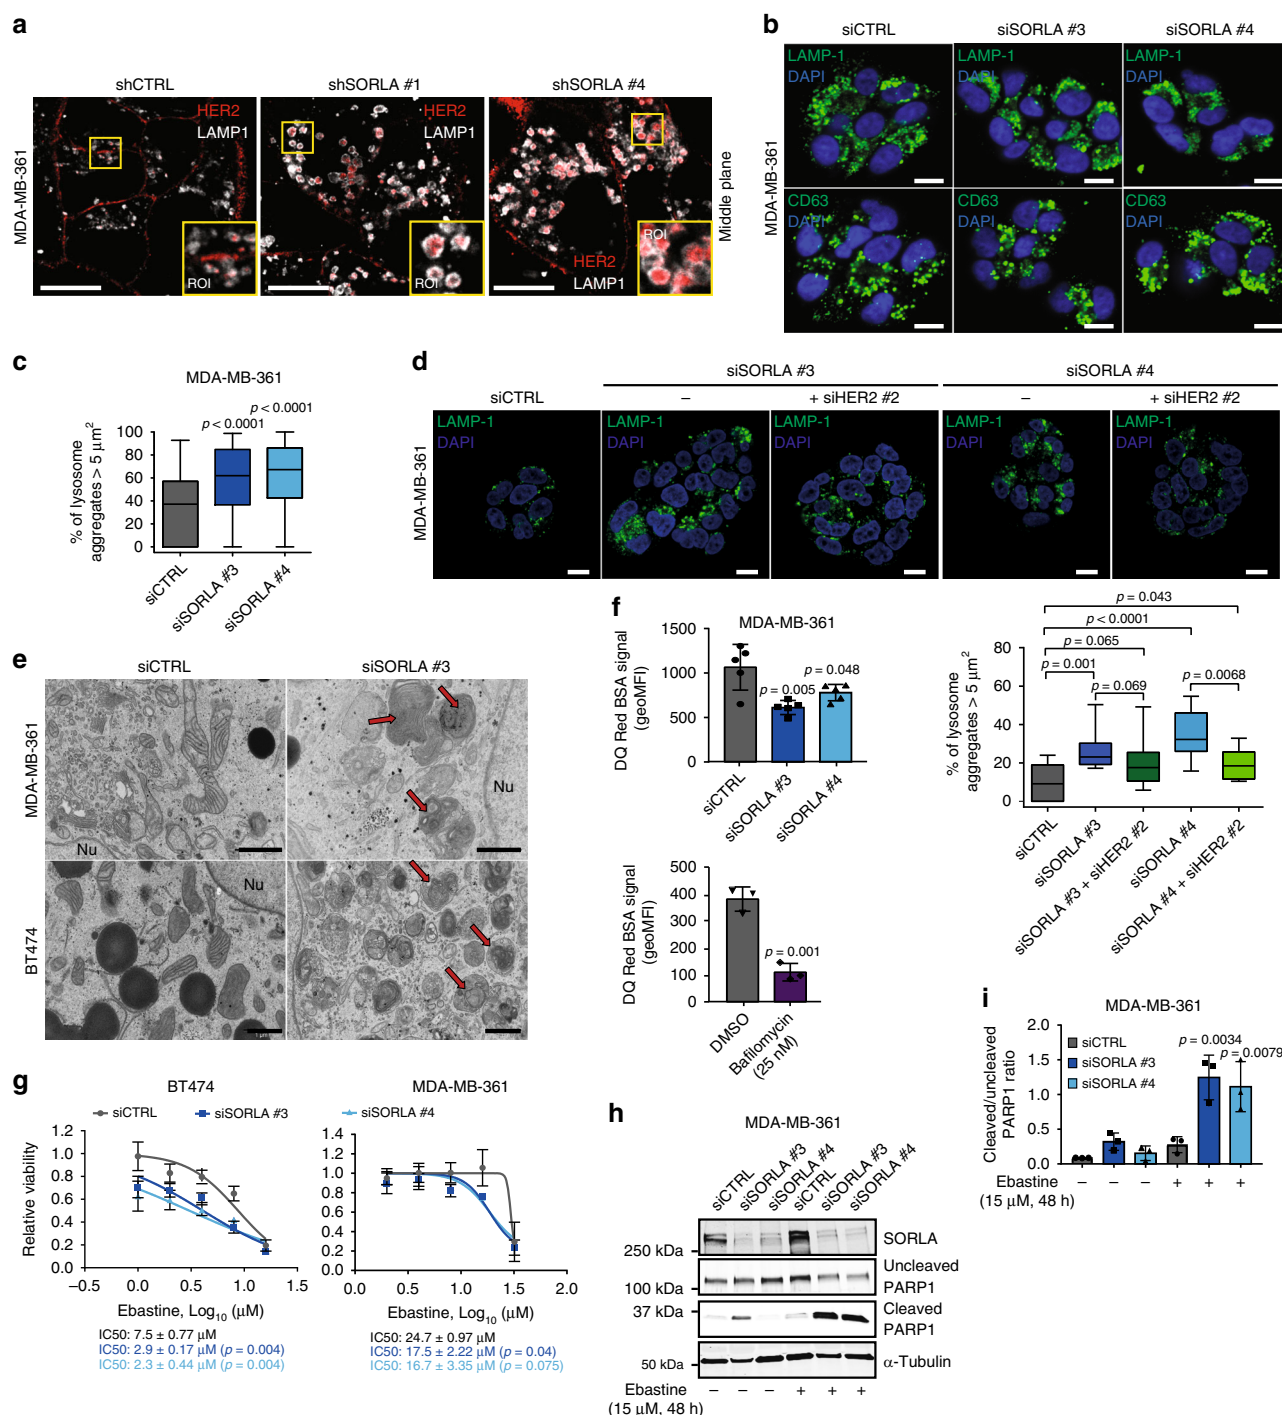 a
shCTRL
shSORLA #1
shSORLA #4
MDA-MB-361
HER2
LAMP1
ROI
HER2
LAMP1
ROI
HER2
LAMP1
ROI
Middle plane
b
siCTRL
siSORLA #3
siSORLA #4
MDA-MB-361
LAMP-1
DAPI
LAMP-1
DAPI
LAMP-1
DAPI
CD63
DAPI
CD63
DAPI
CD63
DAPI
c
MDA-MB-361
p < 0.0001
p < 0.0001
% of lysosome
aggregates > 5 μm²
100
80
60
40
20
0
siCTRL
siSORLA #3
siSORLA #4
d
siSORLA #3
siSORLA #4
siCTRL
–
+ siHER2 #2
–
+ siHER2 #2
MDA-MB-361
LAMP-1
DAPI
LAMP-1
DAPI
LAMP-1
DAPI
LAMP-1
DAPI
LAMP-1
DAPI
p = 0.043
p < 0.0001
p = 0.065
p = 0.001
p = 0.0068
p = 0.069
% of lysosome
aggregates > 5 μm²
80
60
40
20
0
siCTRL
siSORLA #3
siSORLA #3 + siHER2 #2
siSORLA #4
siSORLA #4 + siHER2 #2
e
siCTRL
siSORLA #3
MDA-MB-361
Nu
Nu
BT474
Nu
f
MDA-MB-361
DQ Red BSA signal
(geoMFI)
1500
1000
500
0
p = 0.005
p = 0.048
siCTRL
siSORLA #3
siSORLA #4
DQ Red BSA signal
(geoMFI)
500
400
300
200
100
0
p = 0.001
DMSO
Bafilomycin
(25 nM)
g
BT474
MDA-MB-361
siCTRL
siSORLA #3
siSORLA #4
Relative viability
1.2
1.0
0.8
0.6
0.4
0.2
0.0
–0.5
0.0
0.5
1.0
1.5
Ebastine, Log10 (μM)
IC50: 7.5 ± 0.77 μM
IC50: 2.9 ± 0.17 μM (p = 0.004)
IC50: 2.3 ± 0.44 μM (p = 0.004)
1.4
1.2
1.0
0.8
0.6
0.4
0.2
0.0
0.0
0.5
1.0
1.5
2.0
Ebastine, Log10 (μM)
IC50: 24.7 ± 0.97 μM
IC50: 17.5 ± 2.22 μM (p = 0.04)
IC50: 16.7 ± 3.35 μM (p = 0.075)
h
MDA-MB-361
siCTRL
siSORLA #3
siSORLA #4
siCTRL
siSORLA #3
siSORLA #4
250 kDa
SORLA
100 kDa
Uncleaved
PARP1
37 kDa
Cleaved
PARP1
50 kDa
α-Tubulin
Ebastine
(15 μM, 48 h)
– – – + + +
i
MDA-MB-361
Cleaved/uncleaved
PARP1 ratio
2.0
1.5
1.0
0.5
0.0
siCTRL
siSORLA #3
siSORLA #4
p = 0.0034
p = 0.0079
Ebastine
(15 μM, 48 h)
– – – + + +